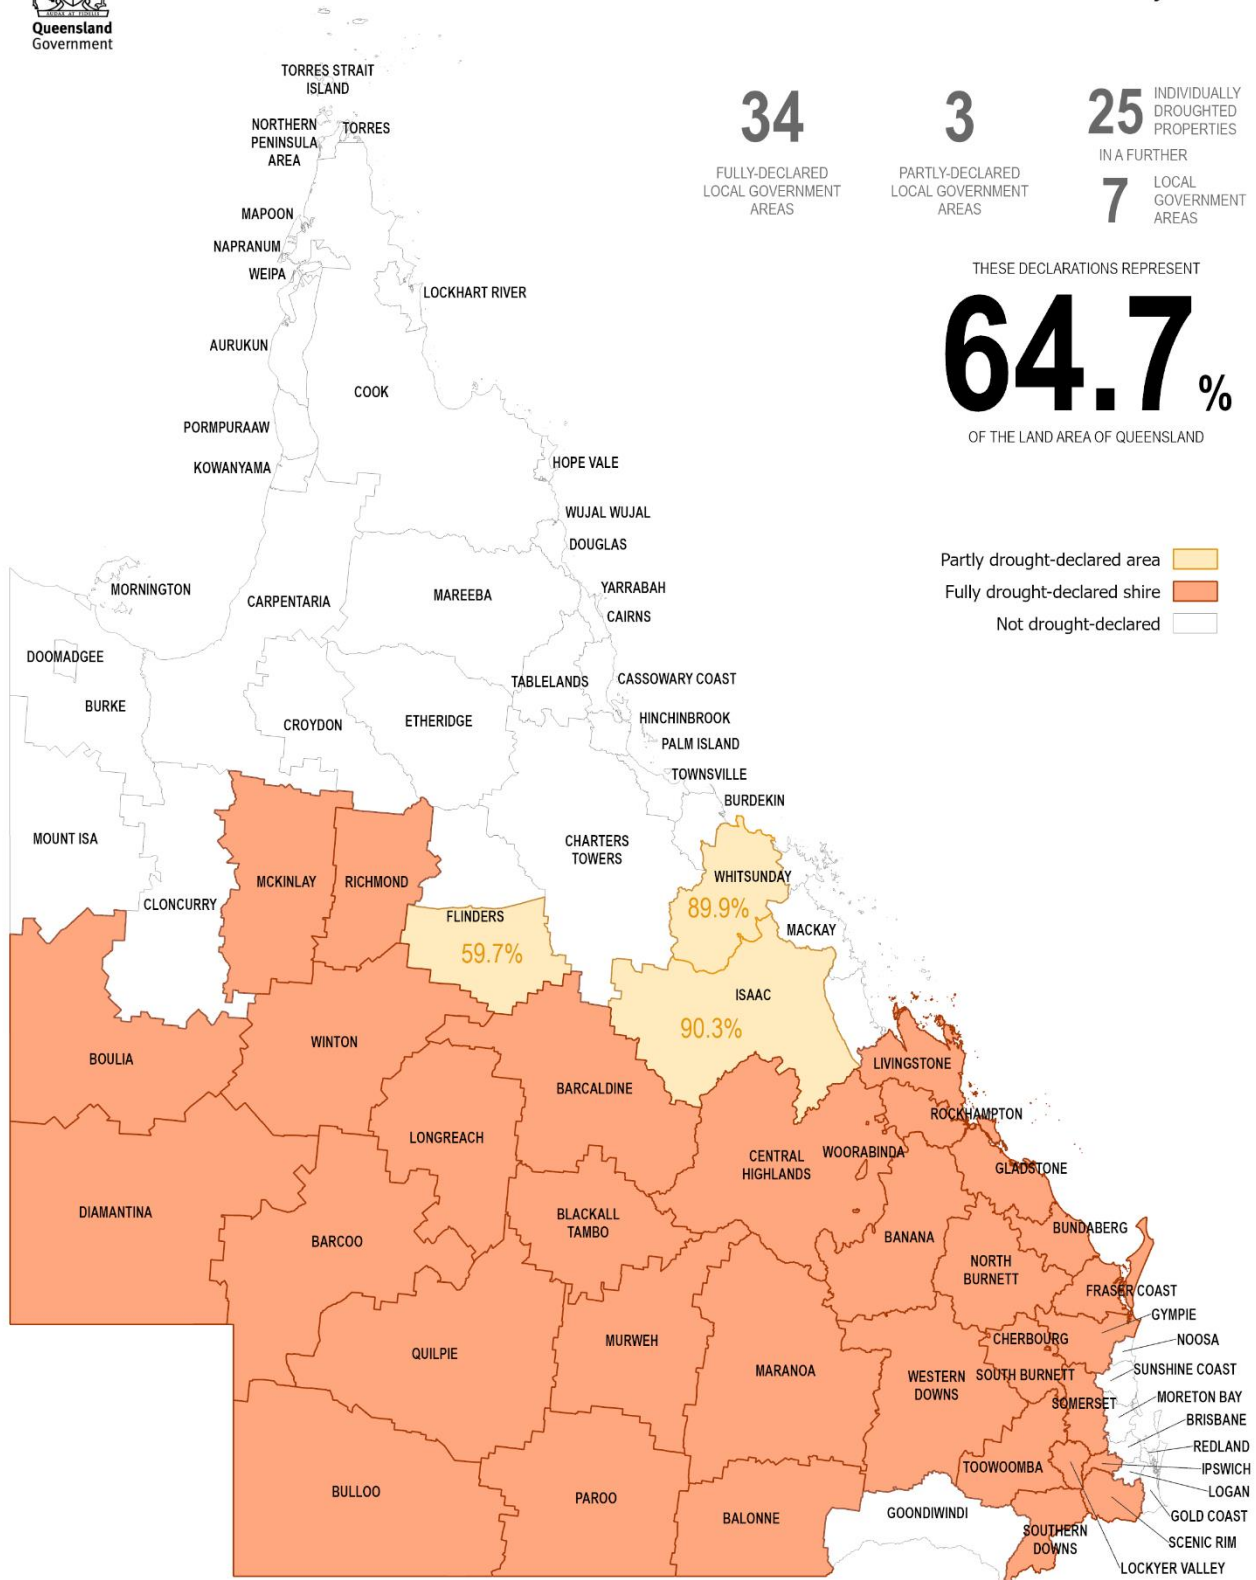 AUDAX AT FIDELIS
Queensland
Government
34
FULLY-DECLARED
LOCAL GOVERNMENT
AREAS
3
PARTLY-DECLARED
LOCAL GOVERNMENT
AREAS
25
INDIVIDUALLY
DROUGHTED
PROPERTIES
IN A FURTHER
7
LOCAL
GOVERNMENT
AREAS
THESE DECLARATIONS REPRESENT
64.7%
OF THE LAND AREA OF QUEENSLAND
Partly drought-declared area
Fully drought-declared shire
Not drought-declared
TORRES STRAIT
ISLAND
NORTHERN
PENINSULA
AREA
TORRES
MAPOON
NAPRANUM
WEIPA
LOCKHART RIVER
AURUKUN
COOK
PORMPURAAW
KOWANYAMA
HOPE VALE
WUJAL WUJAL
DOUGLAS
MORNINGTON
CARPENTARIA
MAREEBA
YARRABAH
CAIRNS
DOOMADGEE
BURKE
TABLELANDS
CASSOWARY COAST
CROYDON
ETHERIDGE
HINCHINBROOK
PALM ISLAND
TOWNSVILLE
BURDEKIN
MOUNT ISA
CHARTERS
TOWERS
CLONCURRY
MCKINLAY
RICHMOND
WHITSUNDAY
89.9%
FLINDERS
59.7%
MACKAY
ISAAC
90.3%
BOULIA
WINTON
LIVINGSTONE
BARCALDINE
ROCKHAMPTON
LONGREACH
CENTRAL
HIGHLANDS
WOORABINDA
GLADSTONE
DIAMANTINA
BARCOO
BLACKALL
TAMBO
BANANA
BUNDABERG
NORTH
BURNETT
FRASER COAST
GYMPIE
CHERBOURG
NOOSA
QUILPIE
MURWEH
MARANOA
WESTERN
DOWNS
SOUTH BURNETT
SUNSHINE COAST
SOMERSET
MORETON BAY
BRISBANE
REDLAND
TOOWOOMBA
IPSWICH
LOGAN
BULLOO
PAROO
BALONNE
GOONDIWINDI
GOLD COAST
SOUTHERN
DOWNS
SCENIC RIM
LOCKYER VALLEY